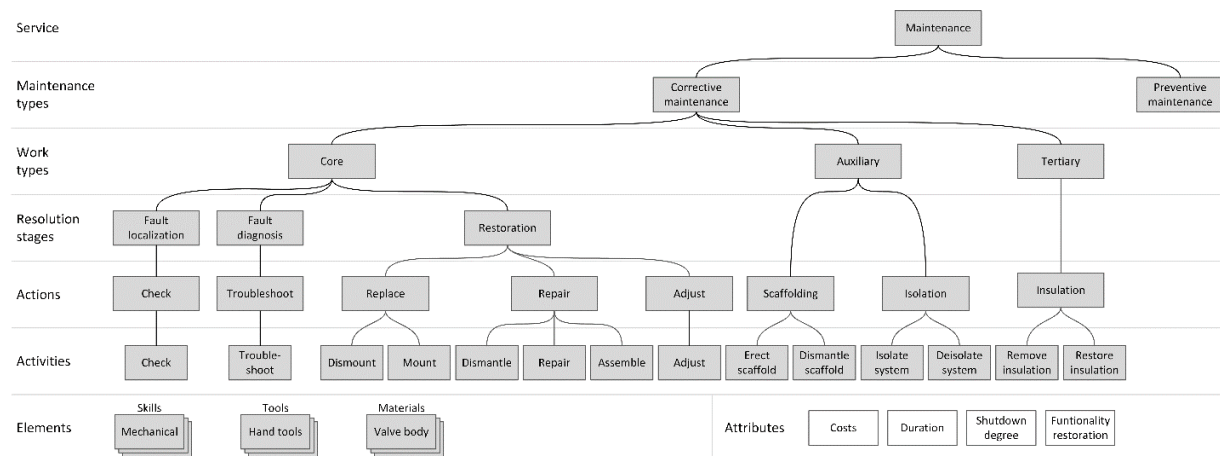 Service
Maintenance
Maintenance
types
Corrective
maintenance
Preventive
maintenance
Work
types
Core
Auxiliary
Tertiary
Resolution
stages
Fault
localization
Fault
diagnosis
Restoration
Actions
Check
Troubleshoot
Replace
Repair
Adjust
Scaffolding
Isolation
Insulation
Activities
Check
Trouble-
shoot
Dismount
Mount
Dismantle
Repair
Assemble
Adjust
Erect
scaffold
Dismantle
scaffold
Isolate
system
Deisolate
system
Remove
insulation
Restore
insulation
Elements
Skills
Mechanical
Tools
Hand tools
Materials
Valve body
Attributes
Costs
Duration
Shutdown
degree
Funtionality
restoration